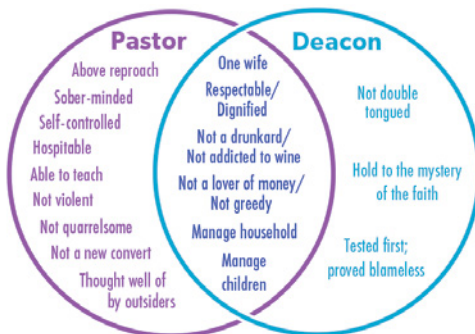 Pastor
Above reproach
Sober-minded
Self-controlled
Hospitable
Able to teach
Not violent
Not quarrelsome
Not a new convert
Thought well of
by outsiders
One wife
Respectable/
Dignified
Not a drunkard/
Not addicted to wine
Not a lover of money/
Not greedy
Manage household
Manage
children
Deacon
Not double
tongued
Hold to the mystery
of the faith
Tested first;
proved blameless